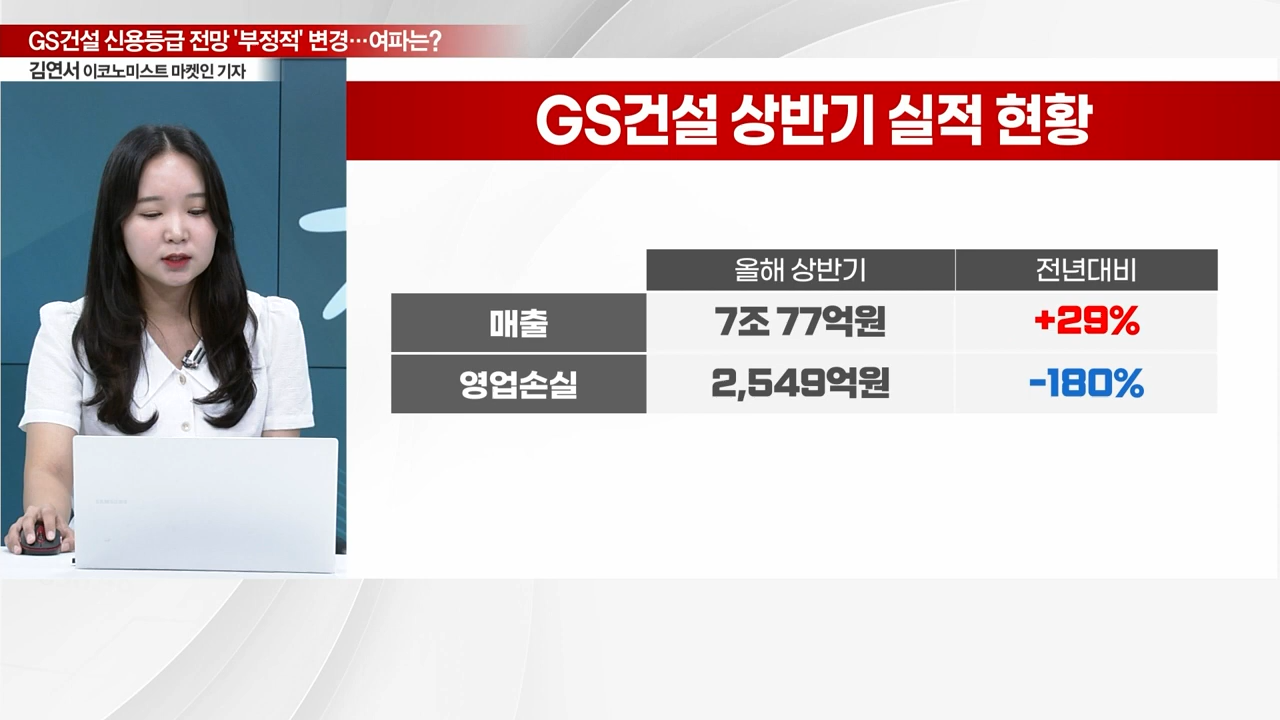 GS건설 신용등급 전망 '부정적' 변경…여파는?
김연서 이코노미스트 마켓인 기자
GS건설 상반기 실적 현황
올해 상반기 전년대비
매출 7조 77억원 +29%
영업손실 2,549억원 -180%